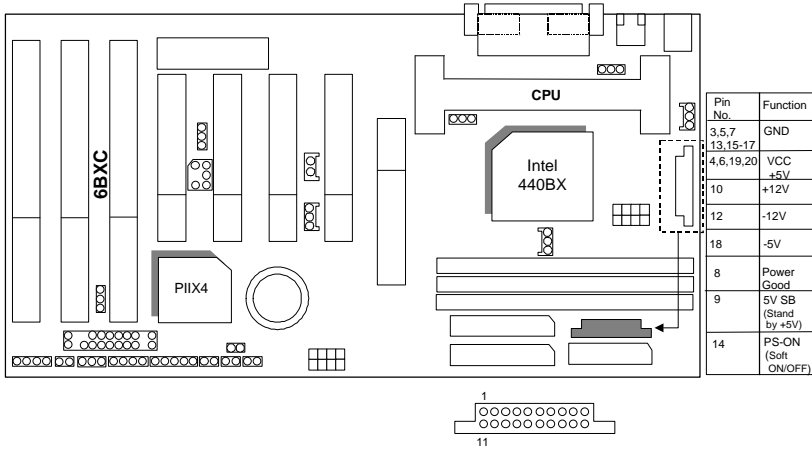 6BXC
CPU
Intel
440BX
PIIX4
Pin
No.
Function
3,5,7
13,15-17
GND
4,6,19,20
VCC
+5V
10
+12V
12
-12V
18
-5V
8
Power
Good
9
5V SB
(Stand
by +5V)
14
PS-ON
(Soft
ON/OFF)
1
11